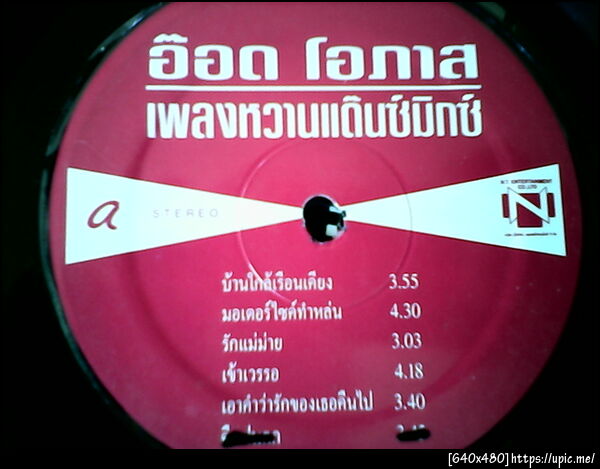 อ๊อด โอภาส
เพลงหวานแด๊นซ์มิกซ์
a
STEREO
N.T. ENTERTAINMENT
CO.,LTD
N
บ้านใกล้เรือนเคียง 3.55
มอเตอร์ไซค์ทำหล่น 4.30
รักแม่ม่าย 3.03
เข้าเวรรอ 4.18
เอาคำว่ารักของเธอคืนไป 3.40
[640x480]https://upic.me/